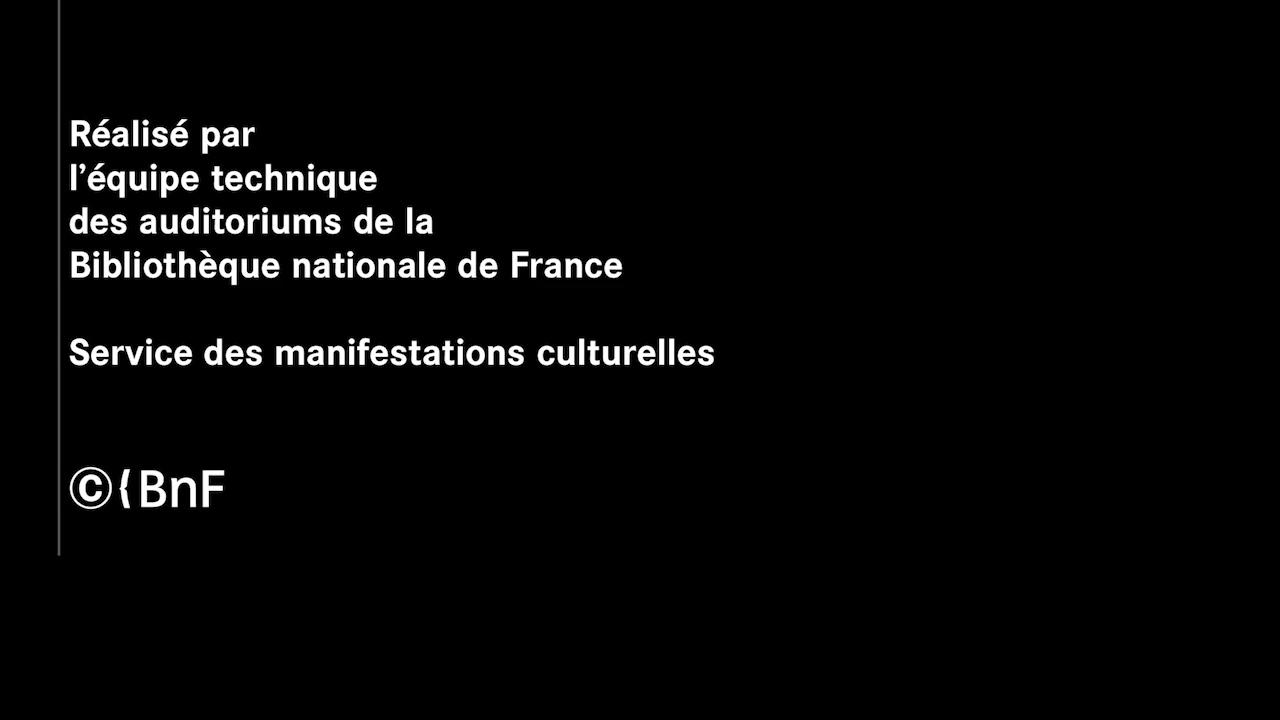 Réalisé par
l’équipe technique
des auditoriums de la
Bibliothèque nationale de France
Service des manifestations culturelles
©{BnF